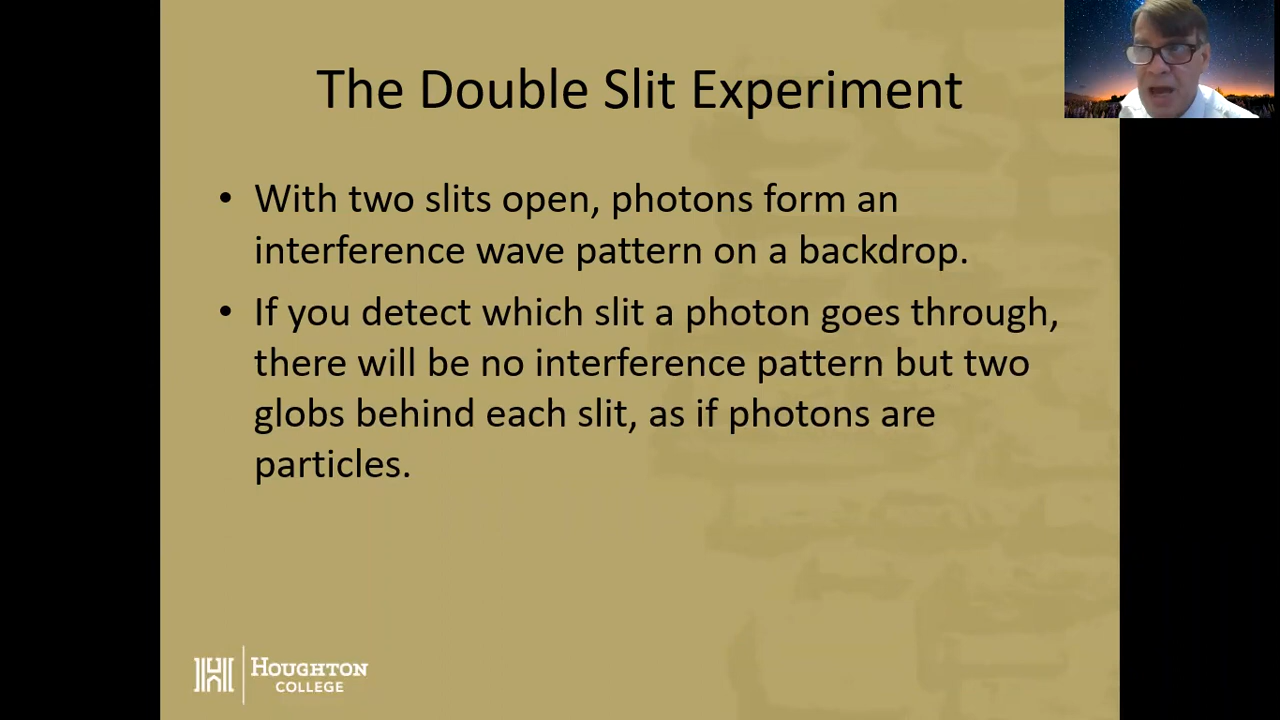 The Double Slit Experiment
• With two slits open, photons form an
interference wave pattern on a backdrop.
• If you detect which slit a photon goes through,
there will be no interference pattern but two
globs behind each slit, as if photons are
particles.
HOUGHTON
COLLEGE